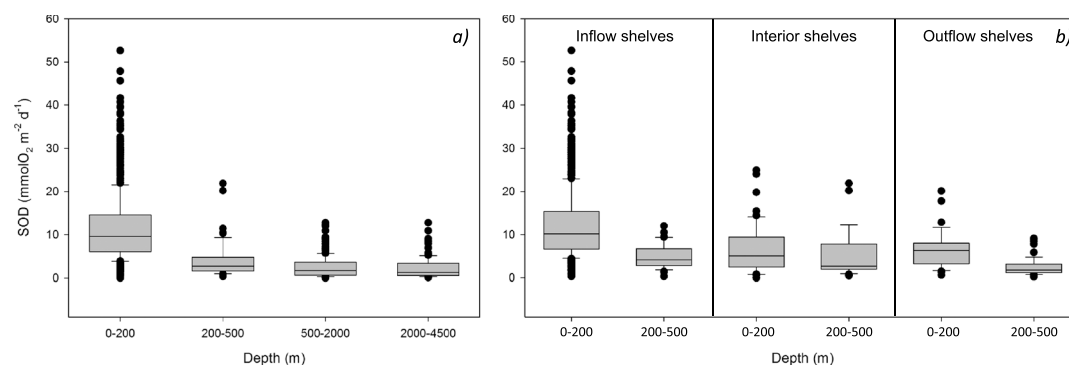 a)
SOD (mmolO₂ m⁻² d⁻¹)
60
50
40
30
20
10
0
0-200 200-500 500-2000 2000-4500
Depth (m)
Inflow shelves Interior shelves Outflow shelves b)
60
50
40
30
20
10
0
0-200 200-500 0-200 200-500 0-200 200-500
Depth (m)